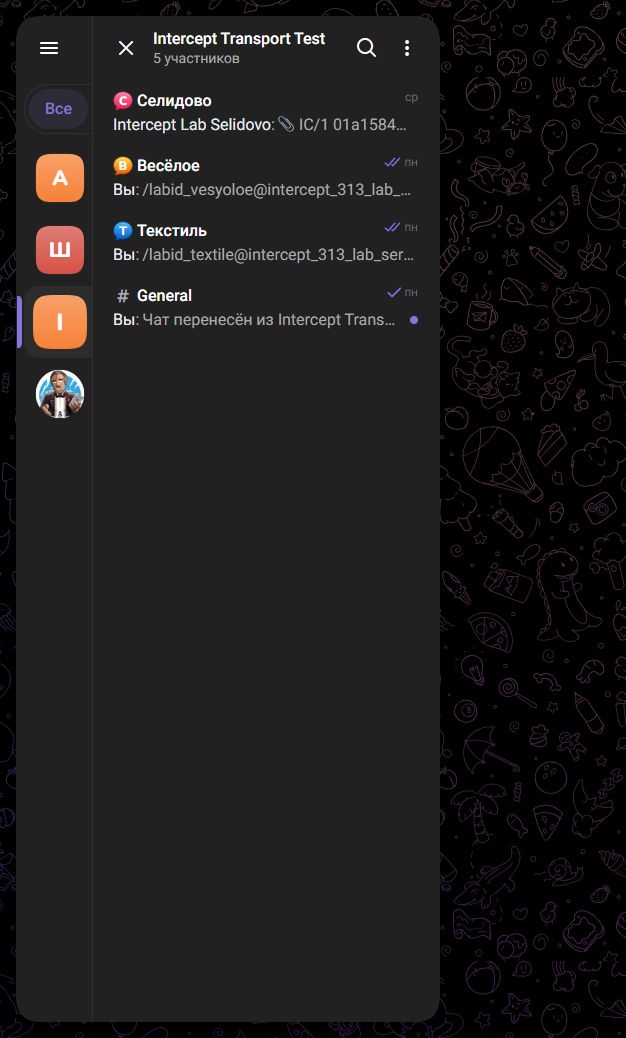 Intercept Transport Test
5 участников
Все
А
Ш
I
С Селидово ср
Intercept Lab Selidovo: IC/1 01a1584...
В Весёлое пн
Вы: /labid_vesyoloe@intercept_313_lab_...
Т Текстиль пн
Вы: /labid_textile@intercept_313_lab_ser...
# General пн
Вы: Чат перенесён из Intercept Trans...